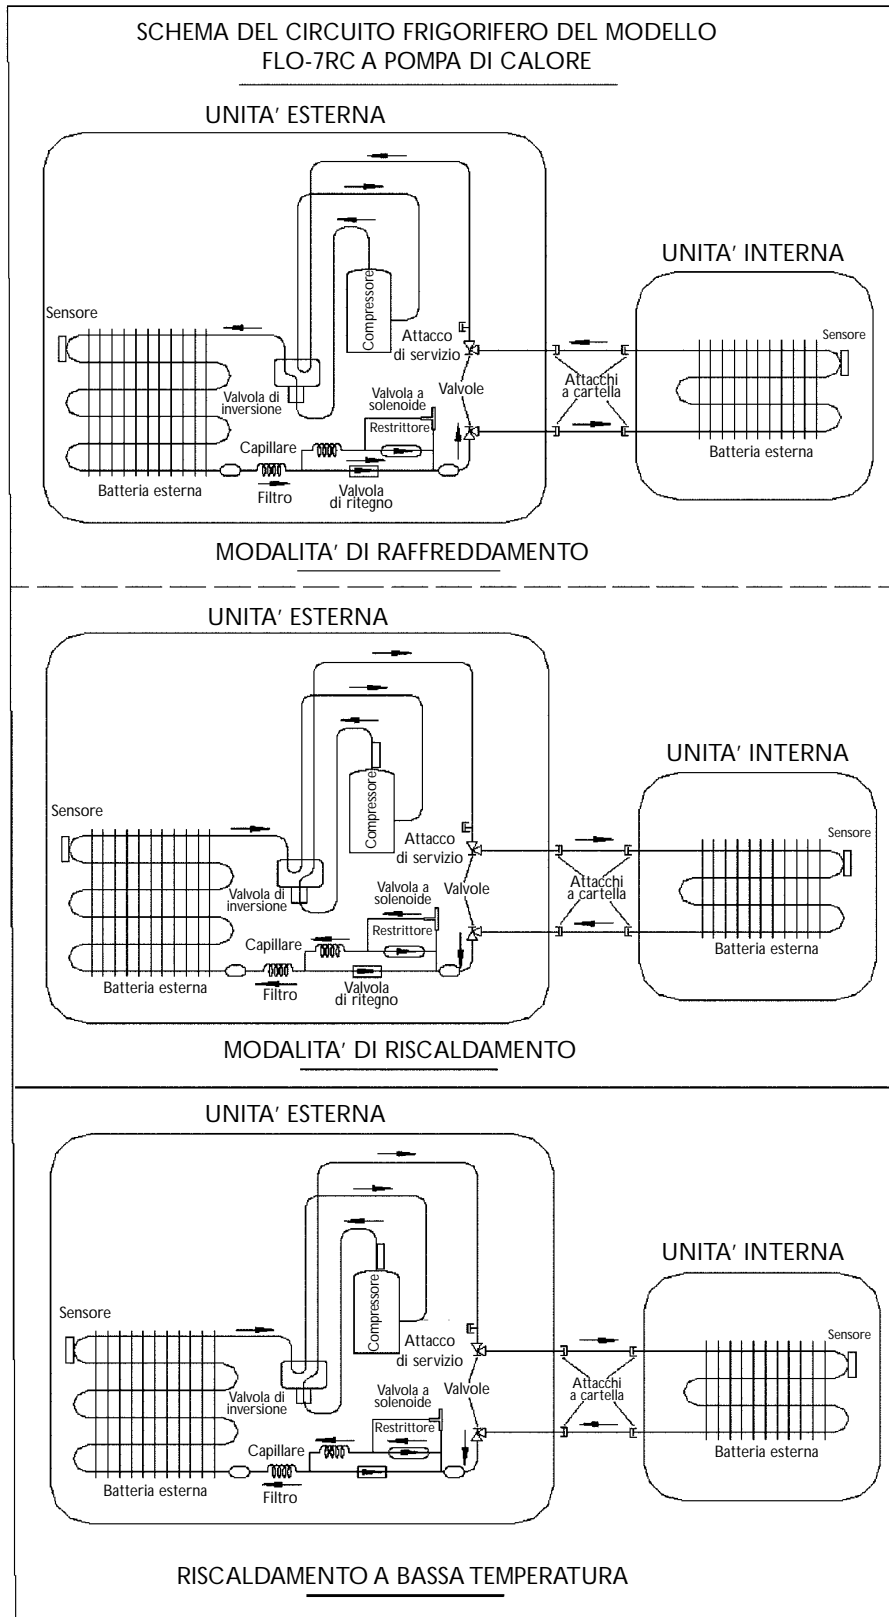 SCHEMA DEL CIRCUITO FRIGORIFERO DEL MODELLO
FLO-7RC A POMPA DI CALORE
UNITA' ESTERNA
UNITA' INTERNA
Sensore
Compressore
Attacco
di servizio
Sensore
Valvola di
inversione
Valvola a
solenoide
Valvole
Attacchi
a cartella
Restrittore
Capillare
Batteria esterna
Batteria esterna
Filtro
Valvola
di ritegno
MODALITA' DI RAFFREDDAMENTO
UNITA' ESTERNA
UNITA' INTERNA
Sensore
Compressore
Attacco
di servizio
Sensore
Valvola di
inversione
Valvola a
solenoide
Valvole
Attacchi
a cartella
Restrittore
Capillare
Batteria esterna
Batteria esterna
Filtro
Valvola
di ritegno
MODALITA' DI RISCALDAMENTO
UNITA' ESTERNA
UNITA' INTERNA
Sensore
Compressore
Attacco
di servizio
Sensore
Valvola di
inversione
Valvola a
solenoide
Valvole
Attacchi
a cartella
Restrittore
Capillare
Batteria esterna
Batteria esterna
Filtro
RISCALDAMENTO A BASSA TEMPERATURA